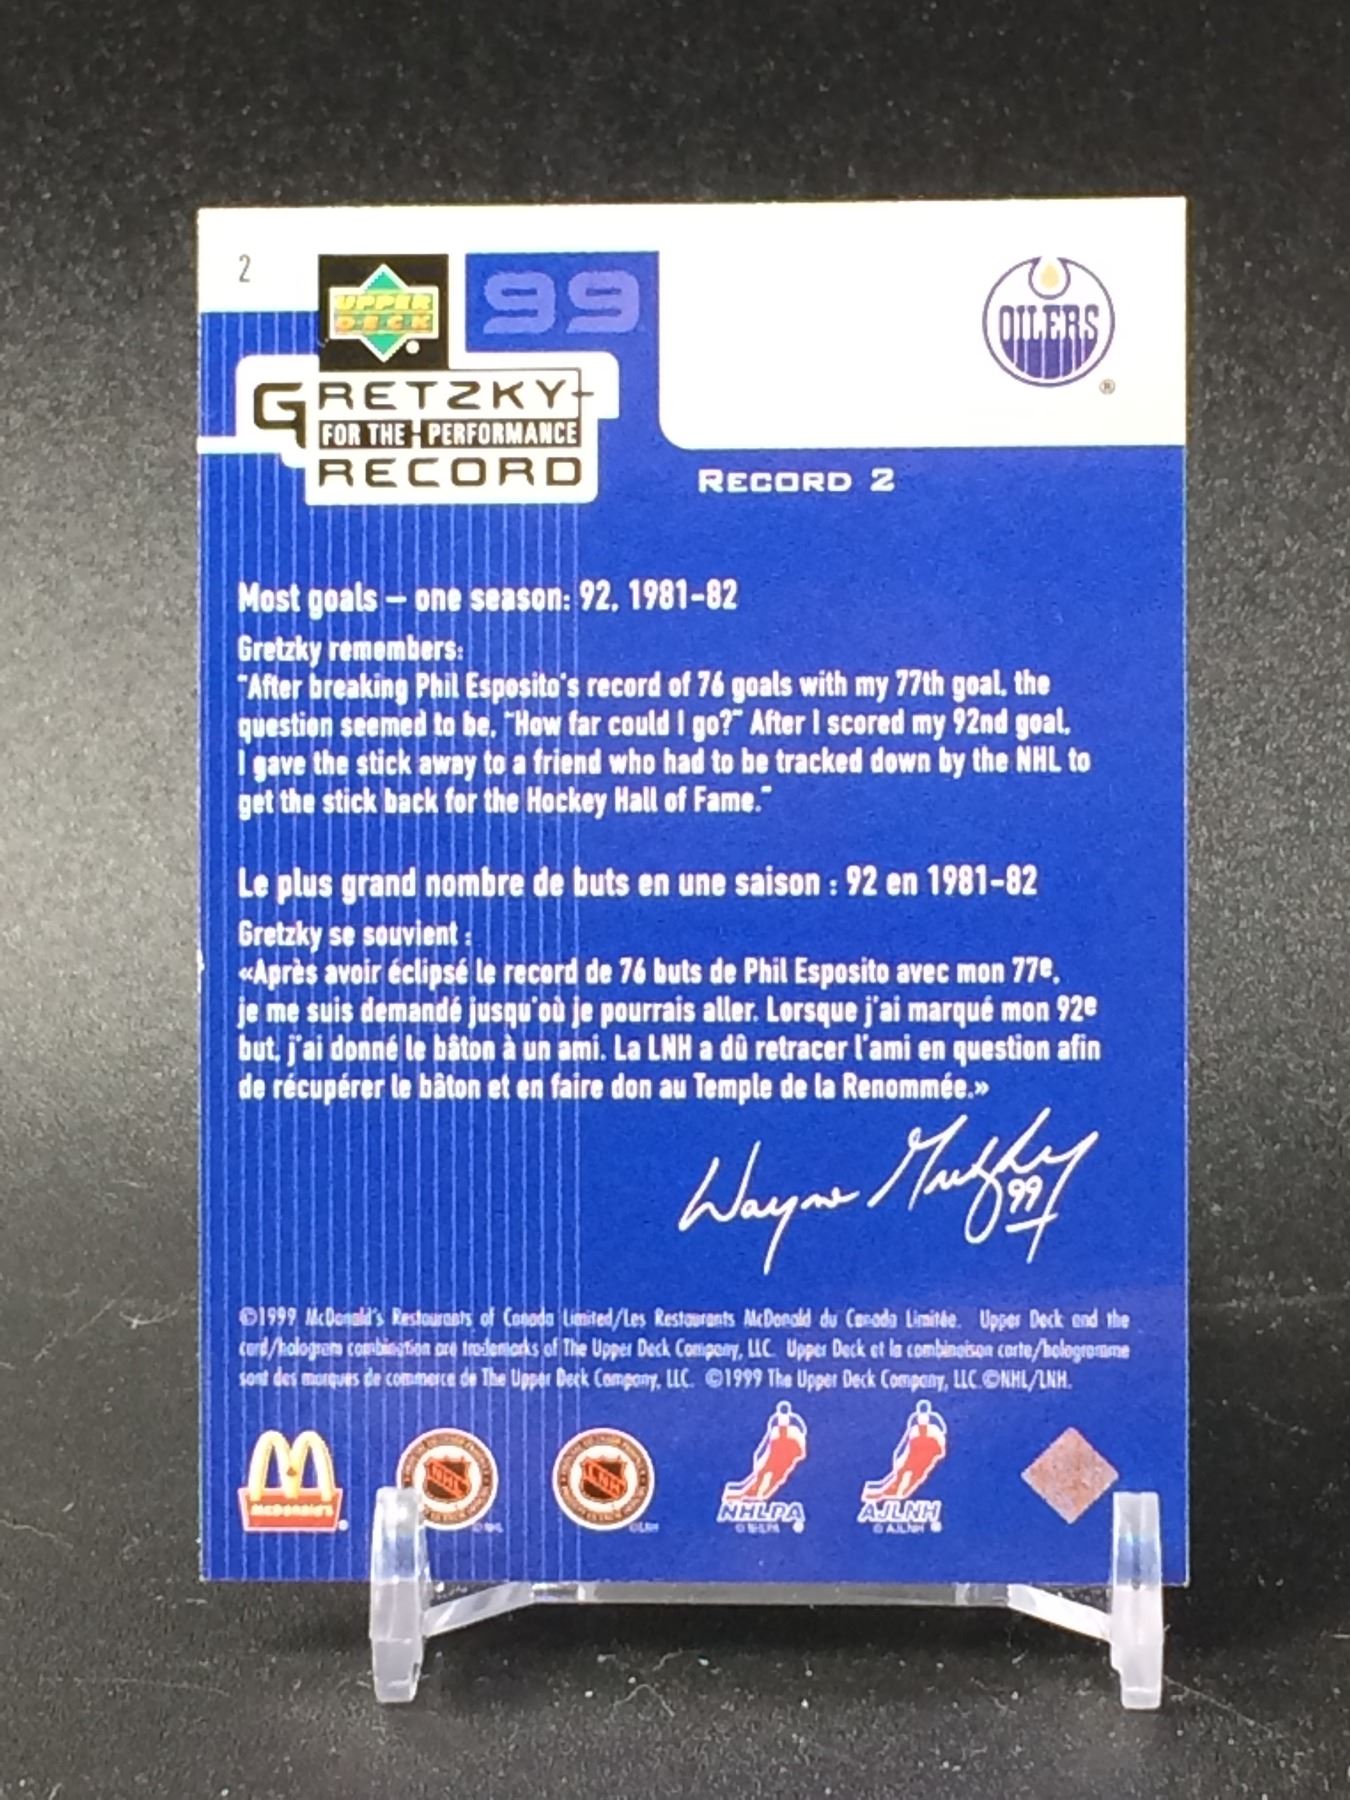 2
UPPER
DECK
99
OILERS
®
GRETZKY
FOR THE PERFORMANCE
RECORD
RECORD 2
Most goals – one season: 92, 1981-82
Gretzky remembers:
"After breaking Phil Esposito's record of 76 goals with my 77th goal, the
question seemed to be, "How far could I go?" After I scored my 92nd goal,
I gave the stick away to a friend who had to be tracked down by the NHL to
get the stick back for the Hockey Hall of Fame."
Le plus grand nombre de buts en une saison : 92 en 1981-82
Gretzky se souvient :
«Après avoir éclipsé le record de 76 buts de Phil Esposito avec mon 77e,
je me suis demandé jusqu'où je pourrais aller. Lorsque j'ai marqué mon 92e
but, j'ai donné le bâton à un ami. La LNH a dû retracer l'ami en question afin
de récupérer le bâton et en faire don au Temple de la Renommée.»
Wayne Gretzky
99
©1999 McDonald's Restaurants of Canada Limited/Les Restaurants McDonald du Canada Limitée. Upper Deck and the
card/hologram combination are trademarks of The Upper Deck Company, LLC. Upper Deck et la combinaison carte/hologramme
sont des marques de commerce de The Upper Deck Company, LLC. ©1999 The Upper Deck Company, LLC ©NHL/LNH.
McDonald's ®
NHL
©NHL
LNH
©LNH
NHLPA
© NHLPA ®
AJLNH
© AJLNH ®